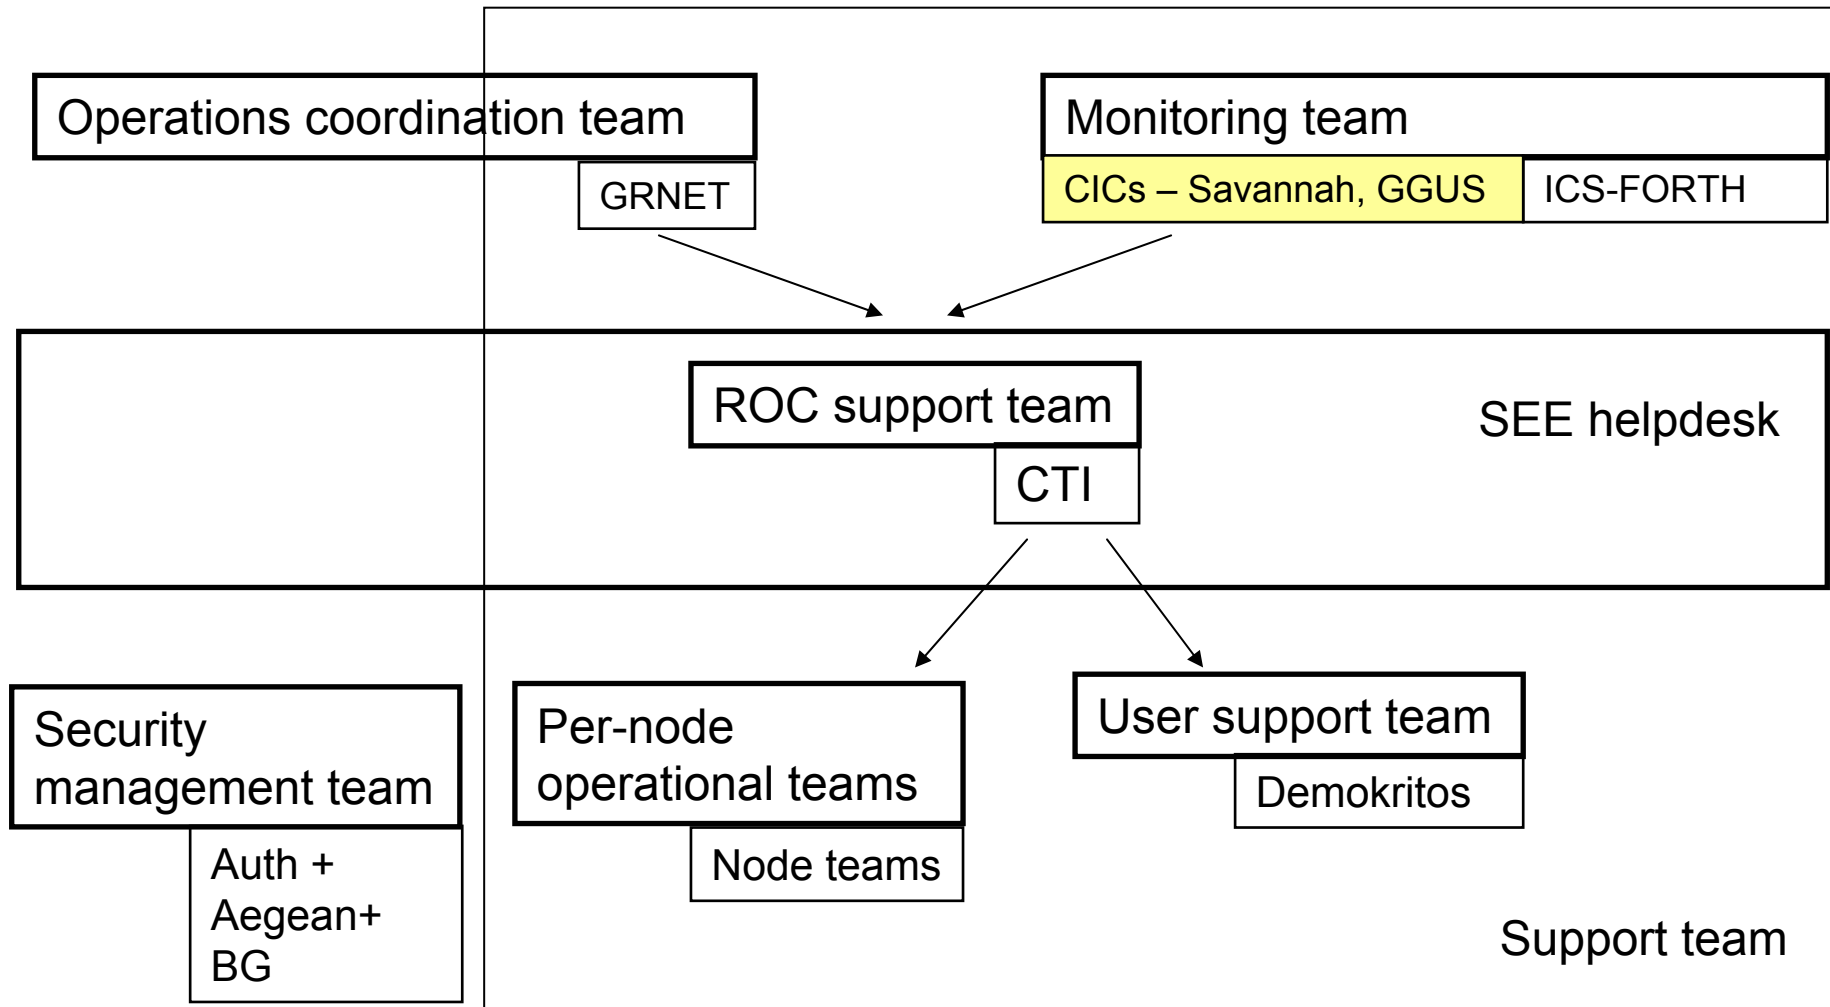 Operations coordination team
GRNET
Monitoring team
CICs – Savannah, GGUS
ICS-FORTH
ROC support team
CTI
SEE helpdesk
Security
management team
Auth +
Aegean+
BG
Per-node
operational teams
Node teams
User support team
Demokritos
Support team